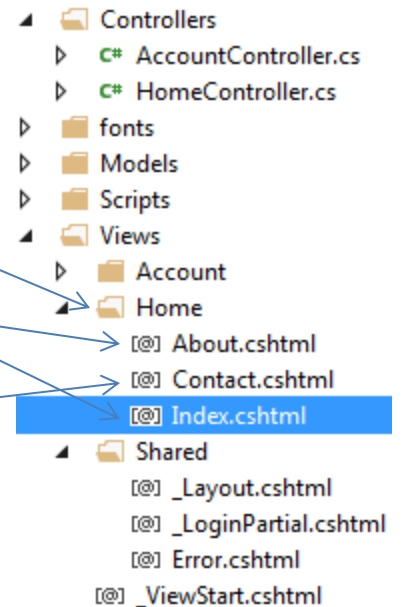 Controllers
C# AccountController.cs
C# HomeController.cs
fonts
Models
Scripts
Views
Account
Home
[@] About.cshtml
[@] Contact.cshtml
[@] Index.cshtml
Shared
[@] _Layout.cshtml
[@] _LoginPartial.cshtml
[@] Error.cshtml
[@] _ViewStart.cshtml